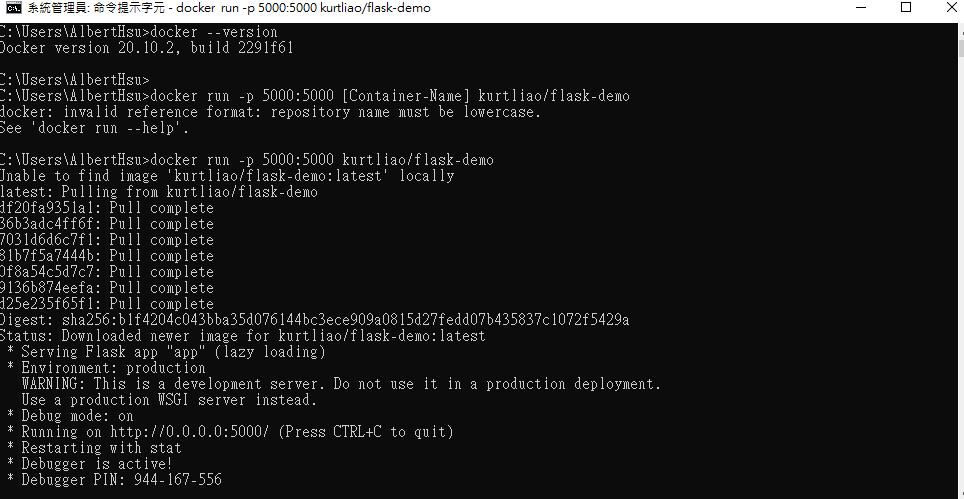 系統管理員: 命令提示字元 - docker run -p 5000:5000 kurtliao/flask-demo
C:\Users\AlbertHsu>docker --version
Docker version 20.10.2, build 2291f61
C:\Users\AlbertHsu>
C:\Users\AlbertHsu>docker run -p 5000:5000 [Container-Name] kurtliao/flask-demo
docker: invalid reference format: repository name must be lowercase.
See 'docker run --help'.
C:\Users\AlbertHsu>docker run -p 5000:5000 kurtliao/flask-demo
Unable to find image 'kurtliao/flask-demo:latest' locally
latest: Pulling from kurtliao/flask-demo
df20fa9351a1: Pull complete
36b3adc4ff6f: Pull complete
7031d6d6c7f1: Pull complete
81b7f5a7444b: Pull complete
0f8a54c5d7c7: Pull complete
9136b874eefa: Pull complete
d25e235f65f1: Pull complete
Digest: sha256:b1f4204c043bba35d076144bc3ece909a0815d27fedd07b435837c1072f5429a
Status: Downloaded newer image for kurtliao/flask-demo:latest
* Serving Flask app "app" (lazy loading)
* Environment: production
WARNING: This is a development server. Do not use it in a production deployment.
Use a production WSGI server instead.
* Debug mode: on
* Running on http://0.0.0.0:5000/ (Press CTRL+C to quit)
* Restarting with stat
* Debugger is active!
* Debugger PIN: 944-167-556